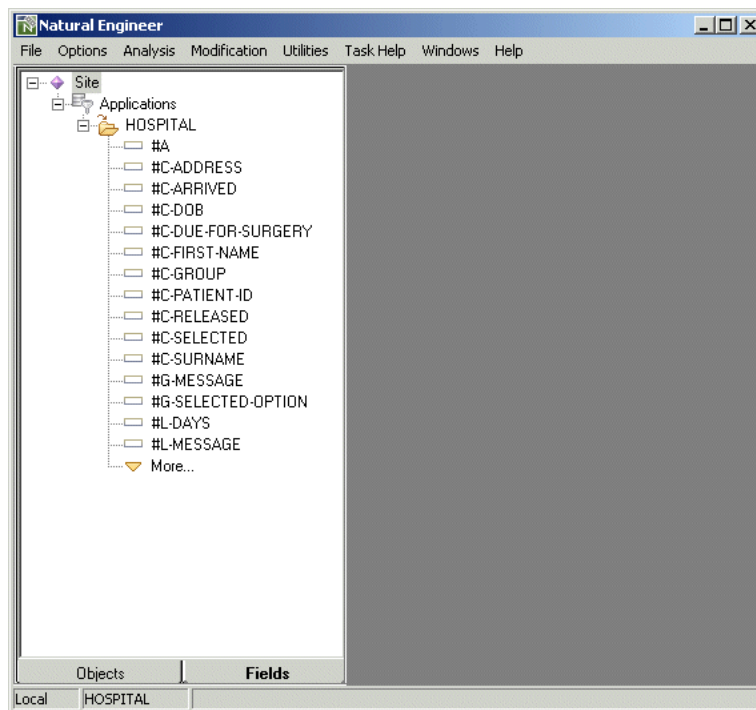 Natural Engineer
File Options Analysis Modification Utilities Task Help Windows Help
Site
Applications
HOSPITAL
#A
#C-ADDRESS
#C-ARRIVED
#C-DOB
#C-DUE-FOR-SURGERY
#C-FIRST-NAME
#C-GROUP
#C-PATIENT-ID
#C-RELEASED
#C-SELECTED
#C-SURNAME
#G-MESSAGE
#G-SELECTED-OPTION
#L-DAYS
#L-MESSAGE
More...
Objects Fields
Local HOSPITAL